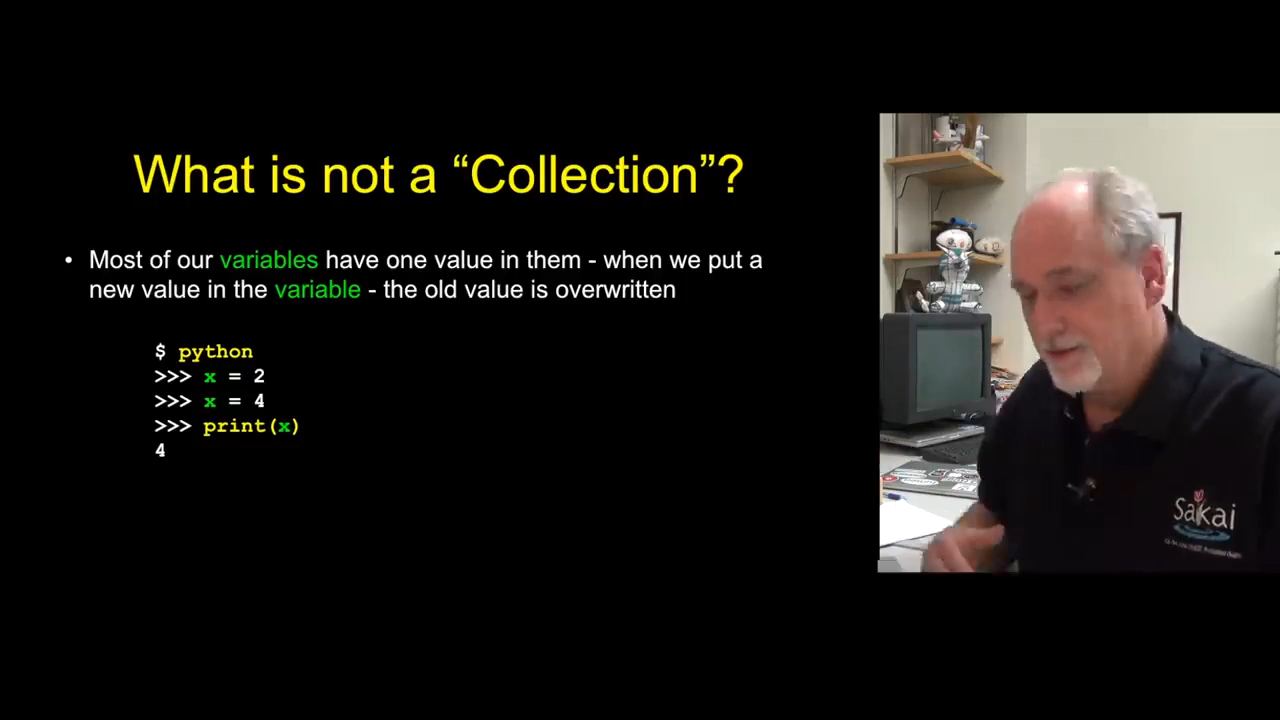 What is not a “Collection”?
• Most of our variables have one value in them - when we put a
new value in the variable - the old value is overwritten
$ python
>>> x = 2
>>> x = 4
>>> print(x)
4
Sakai